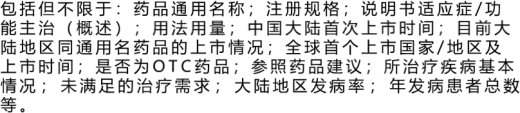 包括但不限于：药品通用名称；注册规格；说明书适应症/功
能主治（概述）；用法用量；中国大陆首次上市时间；目前大
陆地区同通用名药品的上市情况；全球首个上市国家/地区及
上市时间；是否为OTC药品；参照药品建议；所治疗疾病基本
情况；未满足的治疗需求；大陆地区发病率；年发病患者总数
等。